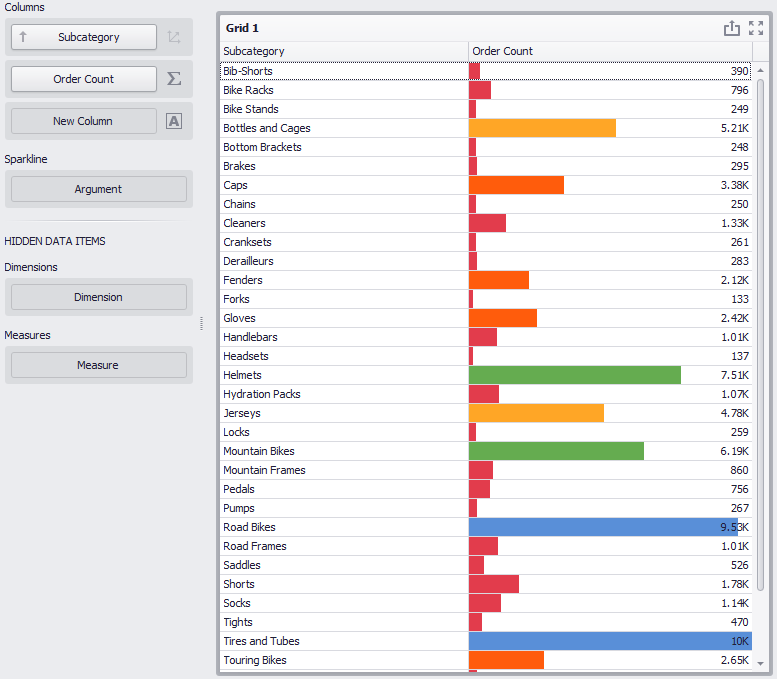 Columns
Subcategory
Order Count
Σ
New Column
A
Sparkline
Argument
HIDDEN DATA ITEMS
Dimensions
Dimension
Measures
Measure
Grid 1
Subcategory Order Count
Bib-Shorts 390
Bike Racks 796
Bike Stands 249
Bottles and Cages 5.21K
Bottom Brackets 248
Brakes 295
Caps 3.38K
Chains 250
Cleaners 1.33K
Cranksets 261
Derailleurs 283
Fenders 2.12K
Forks 133
Gloves 2.42K
Handlebars 1.01K
Headsets 137
Helmets 7.51K
Hydration Packs 1.07K
Jerseys 4.78K
Locks 259
Mountain Bikes 6.19K
Mountain Frames 860
Pedals 756
Pumps 267
Road Bikes 9.53K
Road Frames 1.01K
Saddles 526
Shorts 1.78K
Socks 1.14K
Tights 470
Tires and Tubes 10K
Touring Bikes 2.65K